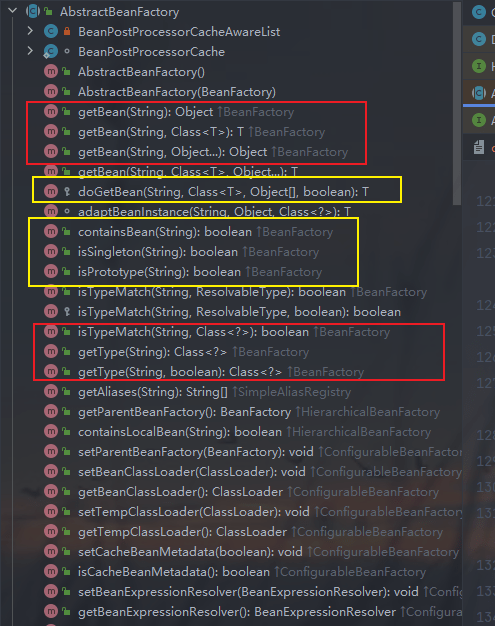 AbstractBeanFactory
BeanPostProcessorCacheAwareList
BeanPostProcessorCache
AbstractBeanFactory()
AbstractBeanFactory(BeanFactory)
getBean(String): Object ↑BeanFactory
getBean(String, Class<T>): T ↑BeanFactory
getBean(String, Object...): Object ↑BeanFactory
getBean(String, Class<T>, Object...): T
doGetBean(String, Class<T>, Object[], boolean): T
adaptBeanInstance(String, Object, Class<?>): T
containsBean(String): boolean ↑BeanFactory
isSingleton(String): boolean ↑BeanFactory
isPrototype(String): boolean ↑BeanFactory
isTypeMatch(String, ResolvableType): boolean ↑BeanFactory
isTypeMatch(String, ResolvableType, boolean): boolean
isTypeMatch(String, Class<?>): boolean ↑BeanFactory
getType(String): Class<?> ↑BeanFactory
getType(String, boolean): Class<?> ↑BeanFactory
getAliases(String): String[] ↑SimpleAliasRegistry
getParentBeanFactory(): BeanFactory ↑HierarchicalBeanFactory
containsLocalBean(String): boolean ↑HierarchicalBeanFactory
setParentBeanFactory(BeanFactory): void ↑ConfigurableBeanFactor
setBeanClassLoader(ClassLoader): void ↑ConfigurableBeanFactory
getBeanClassLoader(): ClassLoader ↑ConfigurableBeanFactory
setTempClassLoader(ClassLoader): void ↑ConfigurableBeanFactory
getTempClassLoader(): ClassLoader ↑ConfigurableBeanFactory
setCacheBeanMetadata(boolean): void ↑ConfigurableBeanFactory
isCacheBeanMetadata(): boolean ↑ConfigurableBeanFactory
setBeanExpressionResolver(BeanExpressionResolver): void ↑Confi
getBeanExpressionResolver(): BeanExpressionResolver ↑Configura